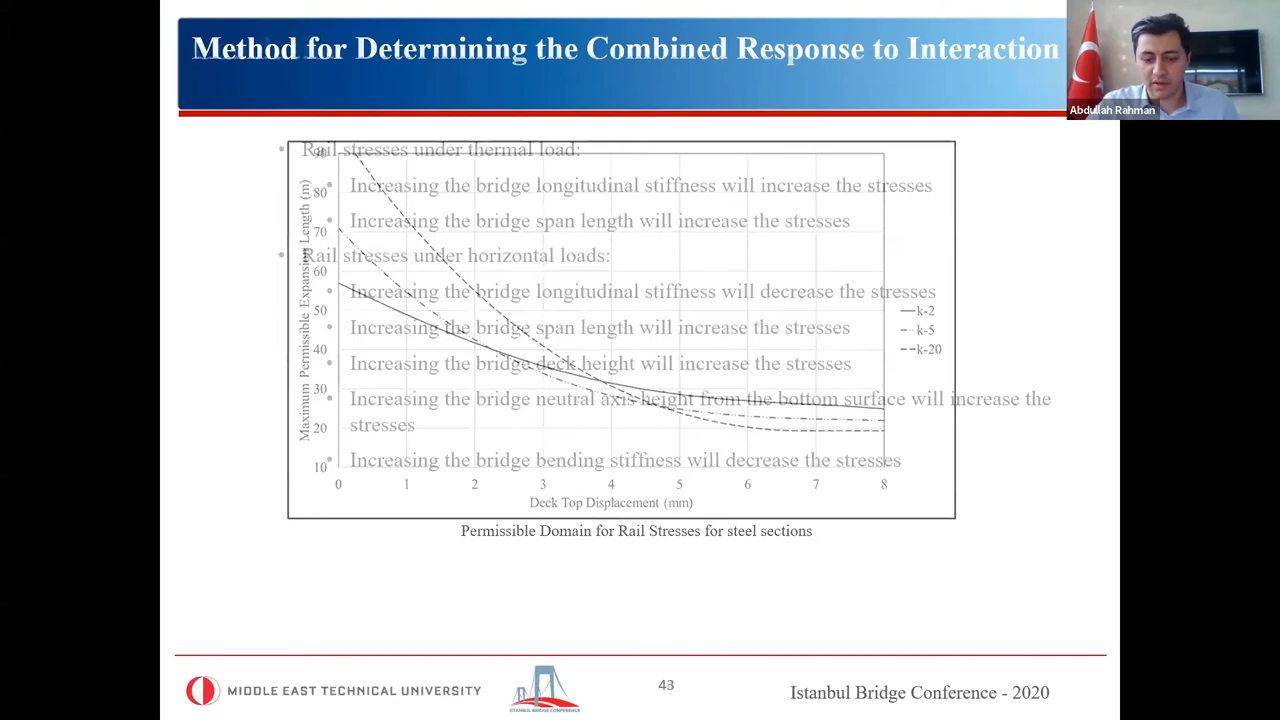 Method for Determining the Combined Response to Interaction
Abdullah Rahman
• Rail stresses under thermal load:
• Increasing the bridge longitudinal stiffness will increase the stresses
• Increasing the bridge span length will increase the stresses
• Rail stresses under horizontal loads:
• Increasing the bridge longitudinal stiffness will decrease the stresses
• Increasing the bridge span length will increase the stresses
• Increasing the bridge deck height will increase the stresses
• Increasing the bridge neutral axis height from the bottom surface will increase the
stresses
• Increasing the bridge bending stiffness will decrease the stresses
Maximum Permissible Expansion Length (m)
90
80
70
60
50
40
30
20
10
0 1 2 3 4 5 6 7 8
Deck Top Displacement (mm)
k-2
k-5
k-20
Permissible Domain for Rail Stresses for steel sections
MIDDLE EAST TECHNICAL UNIVERSITY
ISTANBUL BRIDGE CONFERENCE
43
Istanbul Bridge Conference - 2020